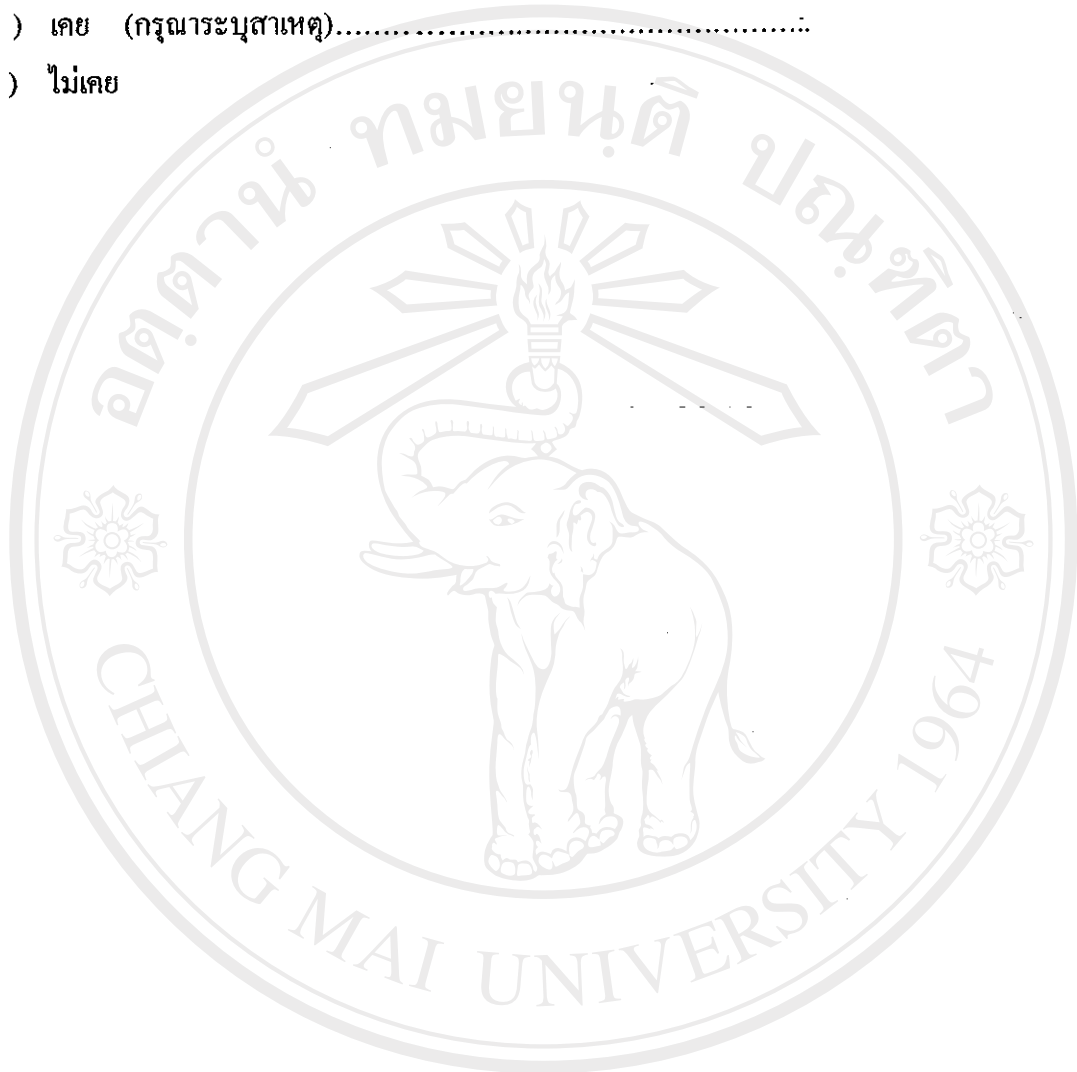 ) เคย (กรุณาระบุสาเหตุ)............................................................
) ไม่เคย
อตฺตานํ ทมยนฺติ ปณฺฑิตา
CHIANG MAI UNIVERSITY 1964